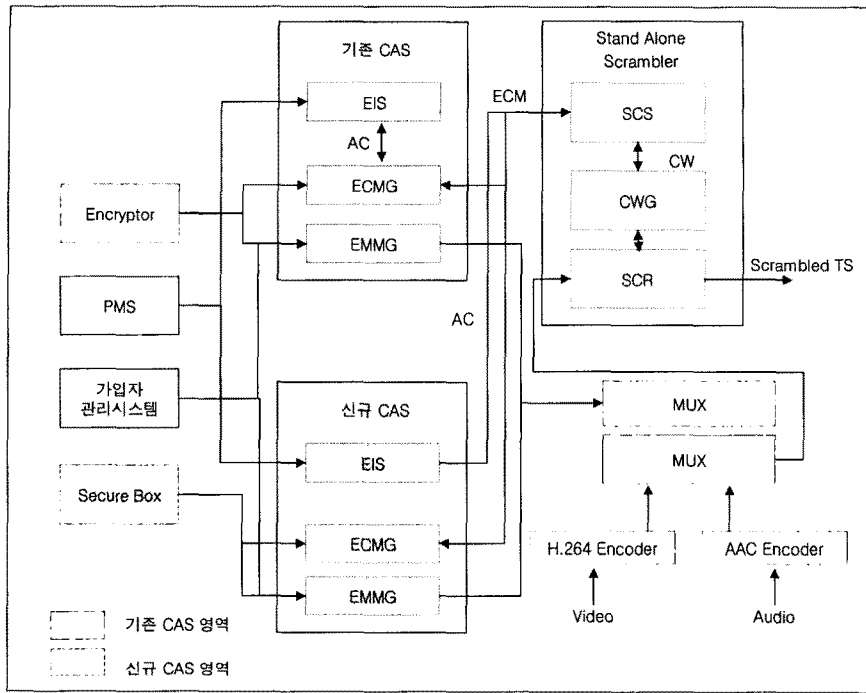 기존 CAS
EIS
AC
ECMG
EMMG
Encryptor
PMS
가입자
관리시스템
Secure Box
신규 CAS
EIS
ECMG
EMMG
ECM
AC
Stand Alone
Scrambler
SCS
CW
CWG
SCR
Scrambled TS
MUX
MUX
H.264 Encoder
AAC Encoder
Video
Audio
기존 CAS 영역
신규 CAS 영역